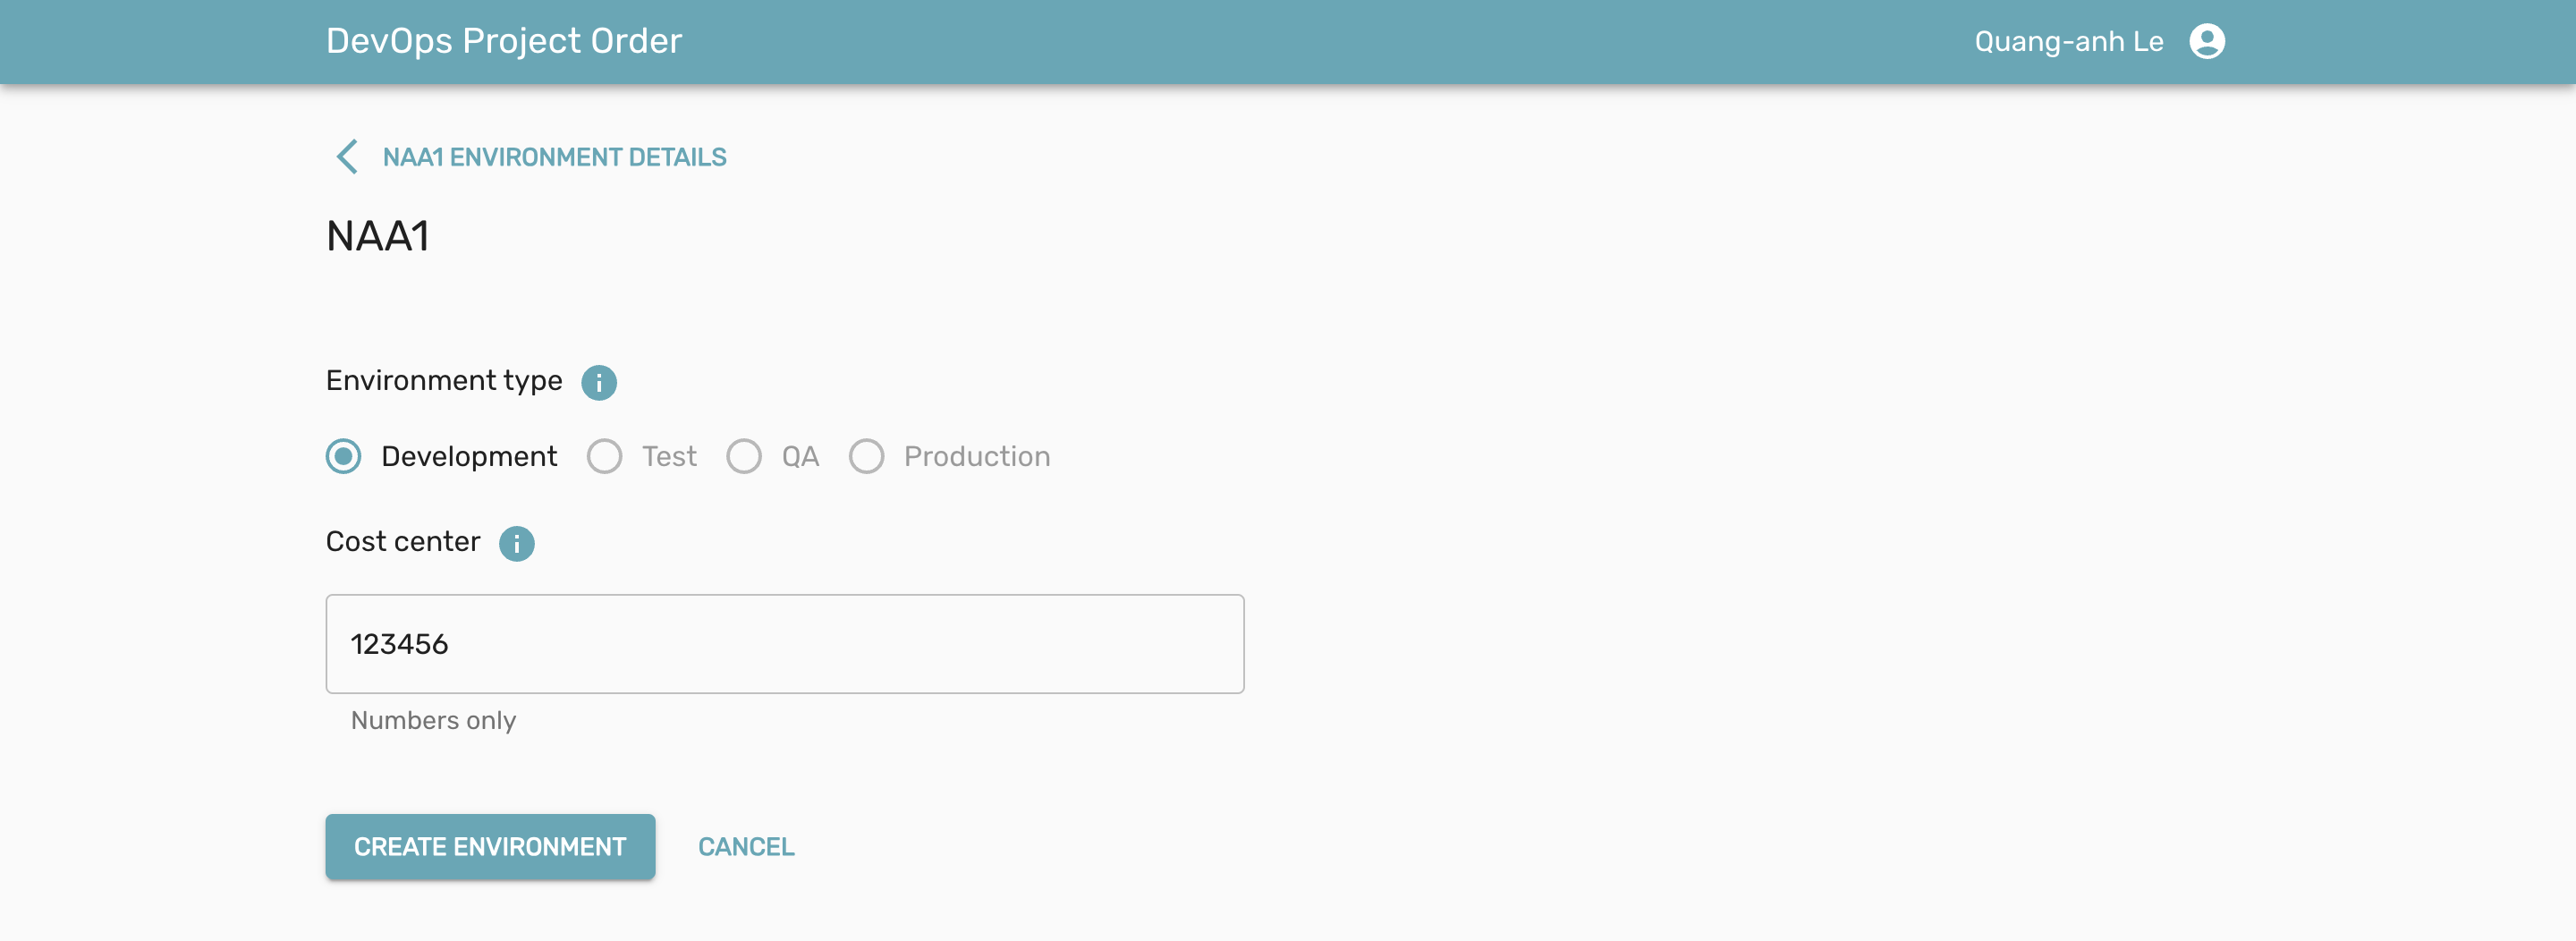 DevOps Project Order
Quang-anh Le
NAA1 ENVIRONMENT DETAILS
NAA1
Environment type
Development Test QA Production
Cost center
123456
Numbers only
CREATE ENVIRONMENT CANCEL